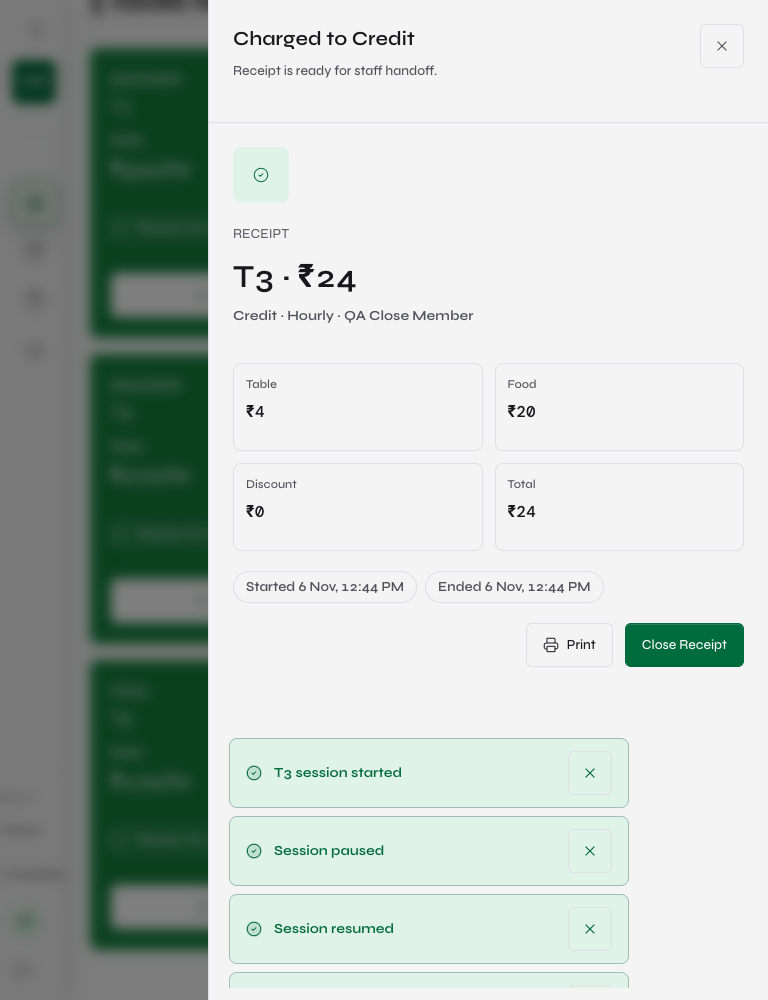 Charged to Credit
Receipt is ready for staff handoff.
RECEIPT
T3 · ₹24
Credit · Hourly · QA Close Member
Table
₹4
Food
₹20
Discount
₹0
Total
₹24
Started 6 Nov, 12:44 PM
Ended 6 Nov, 12:44 PM
Print
Close Receipt
T3 session started
Session paused
Session resumed